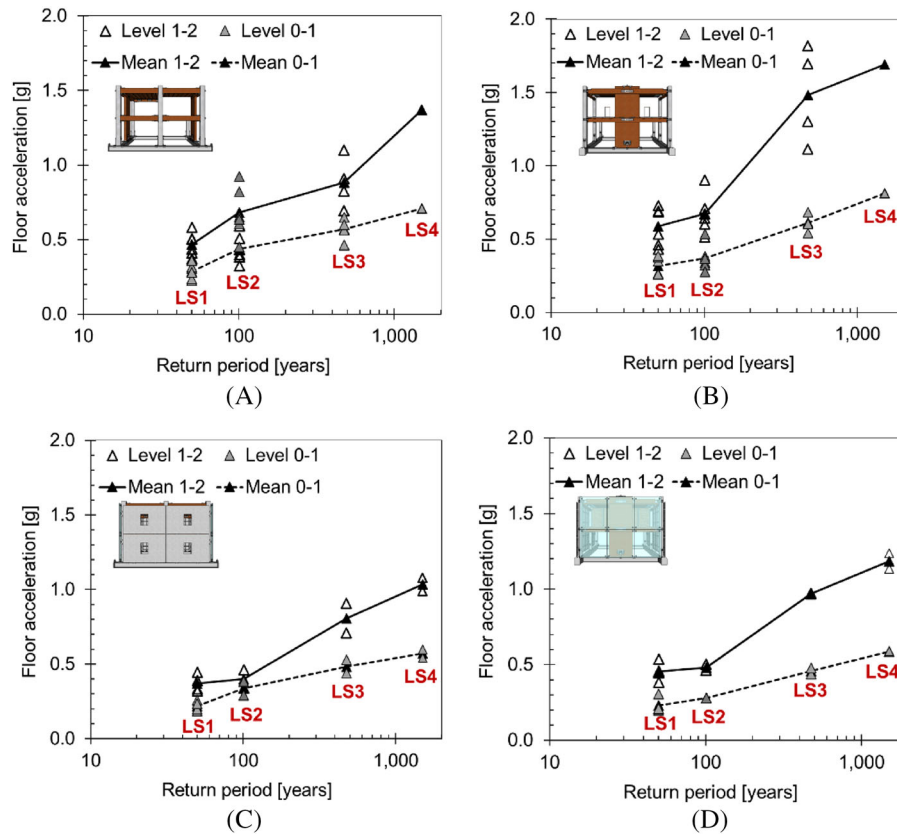 2.0
1.5
1.0
0.5
0.0
Floor acceleration [g]
Level 1-2 Level 0-1
Mean 1-2 Mean 0-1
LS1 LS2 LS3 LS4
10 100 1,000
Return period [years]
(A)
2.0
1.5
1.0
0.5
0.0
Floor acceleration [g]
Level 1-2 Level 0-1
Mean 1-2 Mean 0-1
LS1 LS2 LS3 LS4
10 100 1,000
Return period [years]
(B)
2.0
1.5
1.0
0.5
0.0
Floor acceleration [g]
Level 1-2 Level 0-1
Mean 1-2 Mean 0-1
LS1 LS2 LS3 LS4
10 100 1,000
Return period [years]
(C)
2.0
1.5
1.0
0.5
0.0
Floor acceleration [g]
Level 1-2 Level 0-1
Mean 1-2 Mean 0-1
LS1 LS2 LS3 LS4
10 100 1,000
Return period [years]
(D)